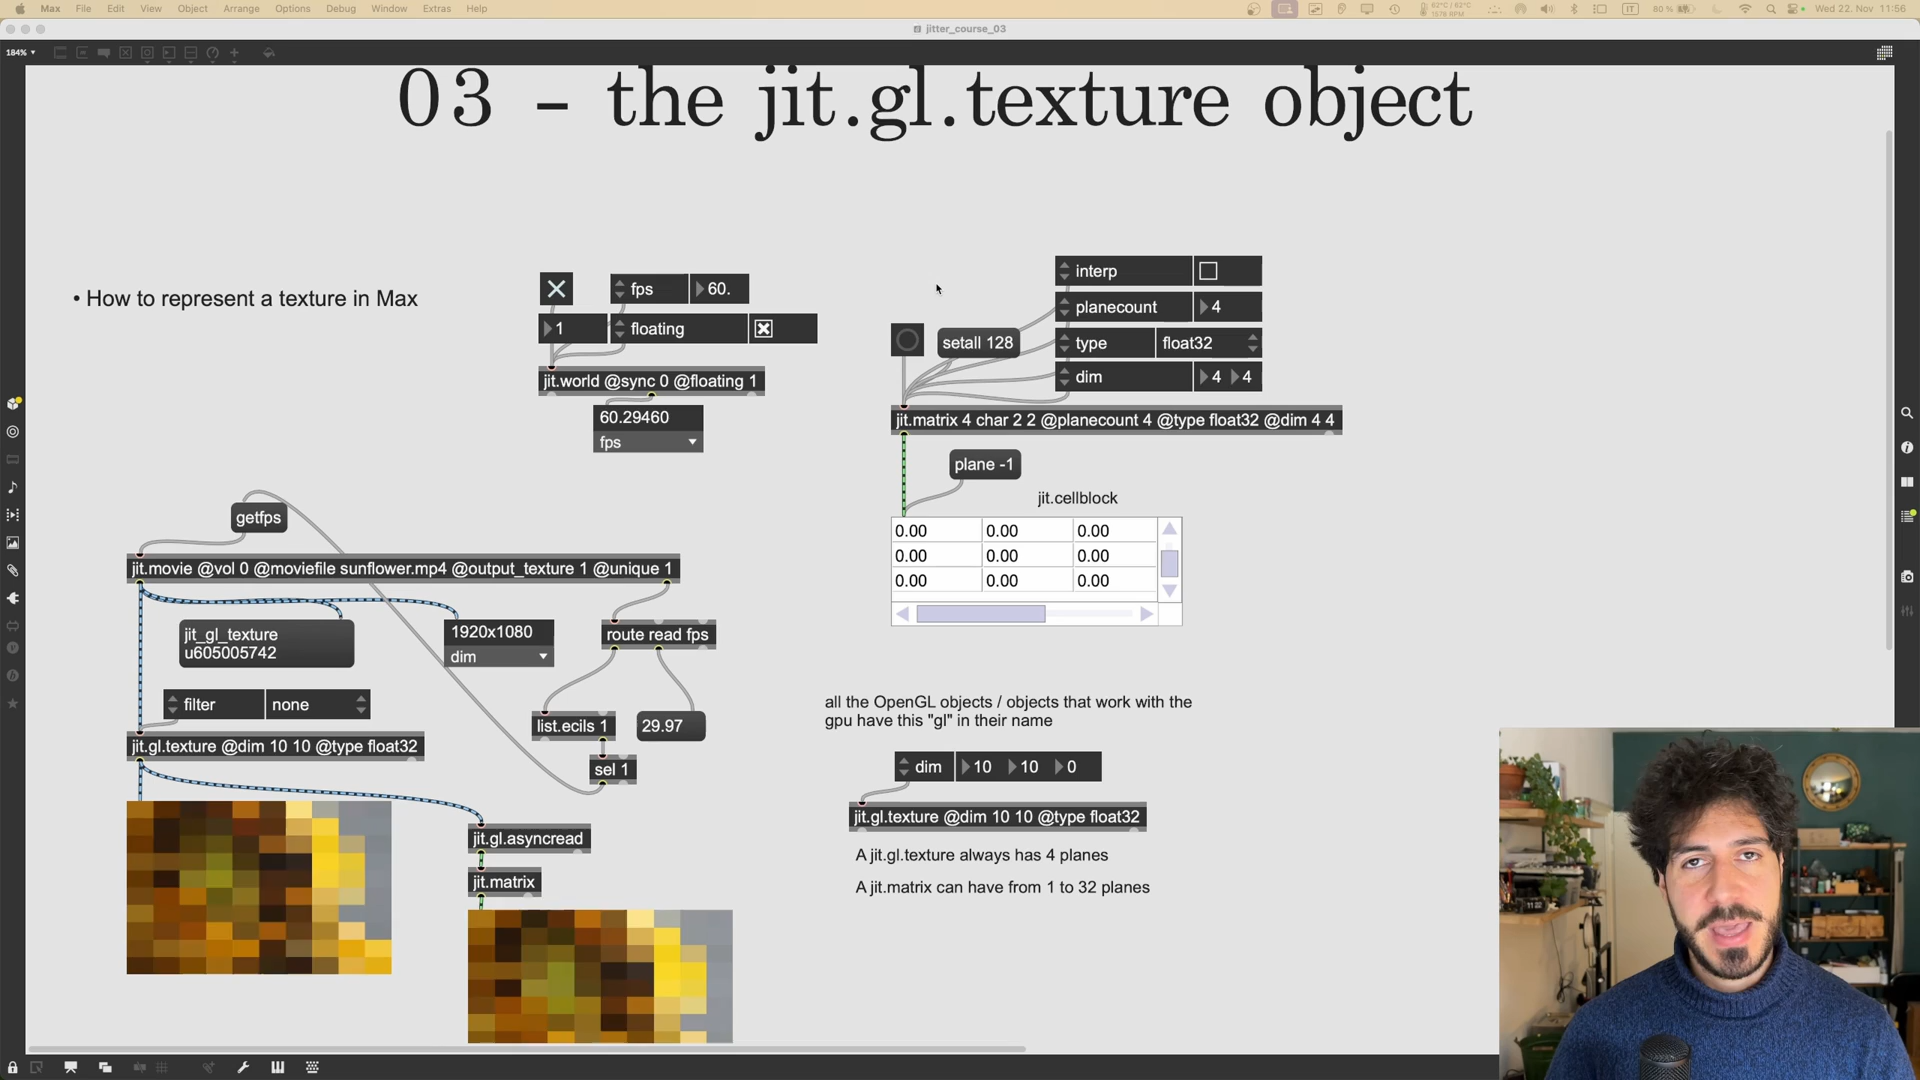 Max File Edit View Object Arrange Options Debug Window Extras Help
62°C / 62°C
1578 RPM
IT
80 %
Wed 22. Nov 11:56
jitter_course_03
184%
03 - the jit.gl.texture object
• How to represent a texture in Max
fps 60.
1 floating
jit.world @sync 0 @floating 1
60.29460
fps
interp
planecount 4
setall 128
type float32
dim 4 4
jit.matrix 4 char 2 2 @planecount 4 @type float32 @dim 4 4
plane -1
jit.cellblock
0.00 0.00 0.00
0.00 0.00 0.00
0.00 0.00 0.00
getfps
jit.movie @vol 0 @moviefile sunflower.mp4 @output_texture 1 @unique 1
jit_gl_texture
u605005742
1920x1080
dim
route read fps
filter none
list.ecils 1
29.97
jit.gl.texture @dim 10 10 @type float32
sel 1
jit.gl.asyncread
jit.matrix
all the OpenGL objects / objects that work with the
gpu have this "gl" in their name
dim 10 10 0
jit.gl.texture @dim 10 10 @type float32
A jit.gl.texture always has 4 planes
A jit.matrix can have from 1 to 32 planes